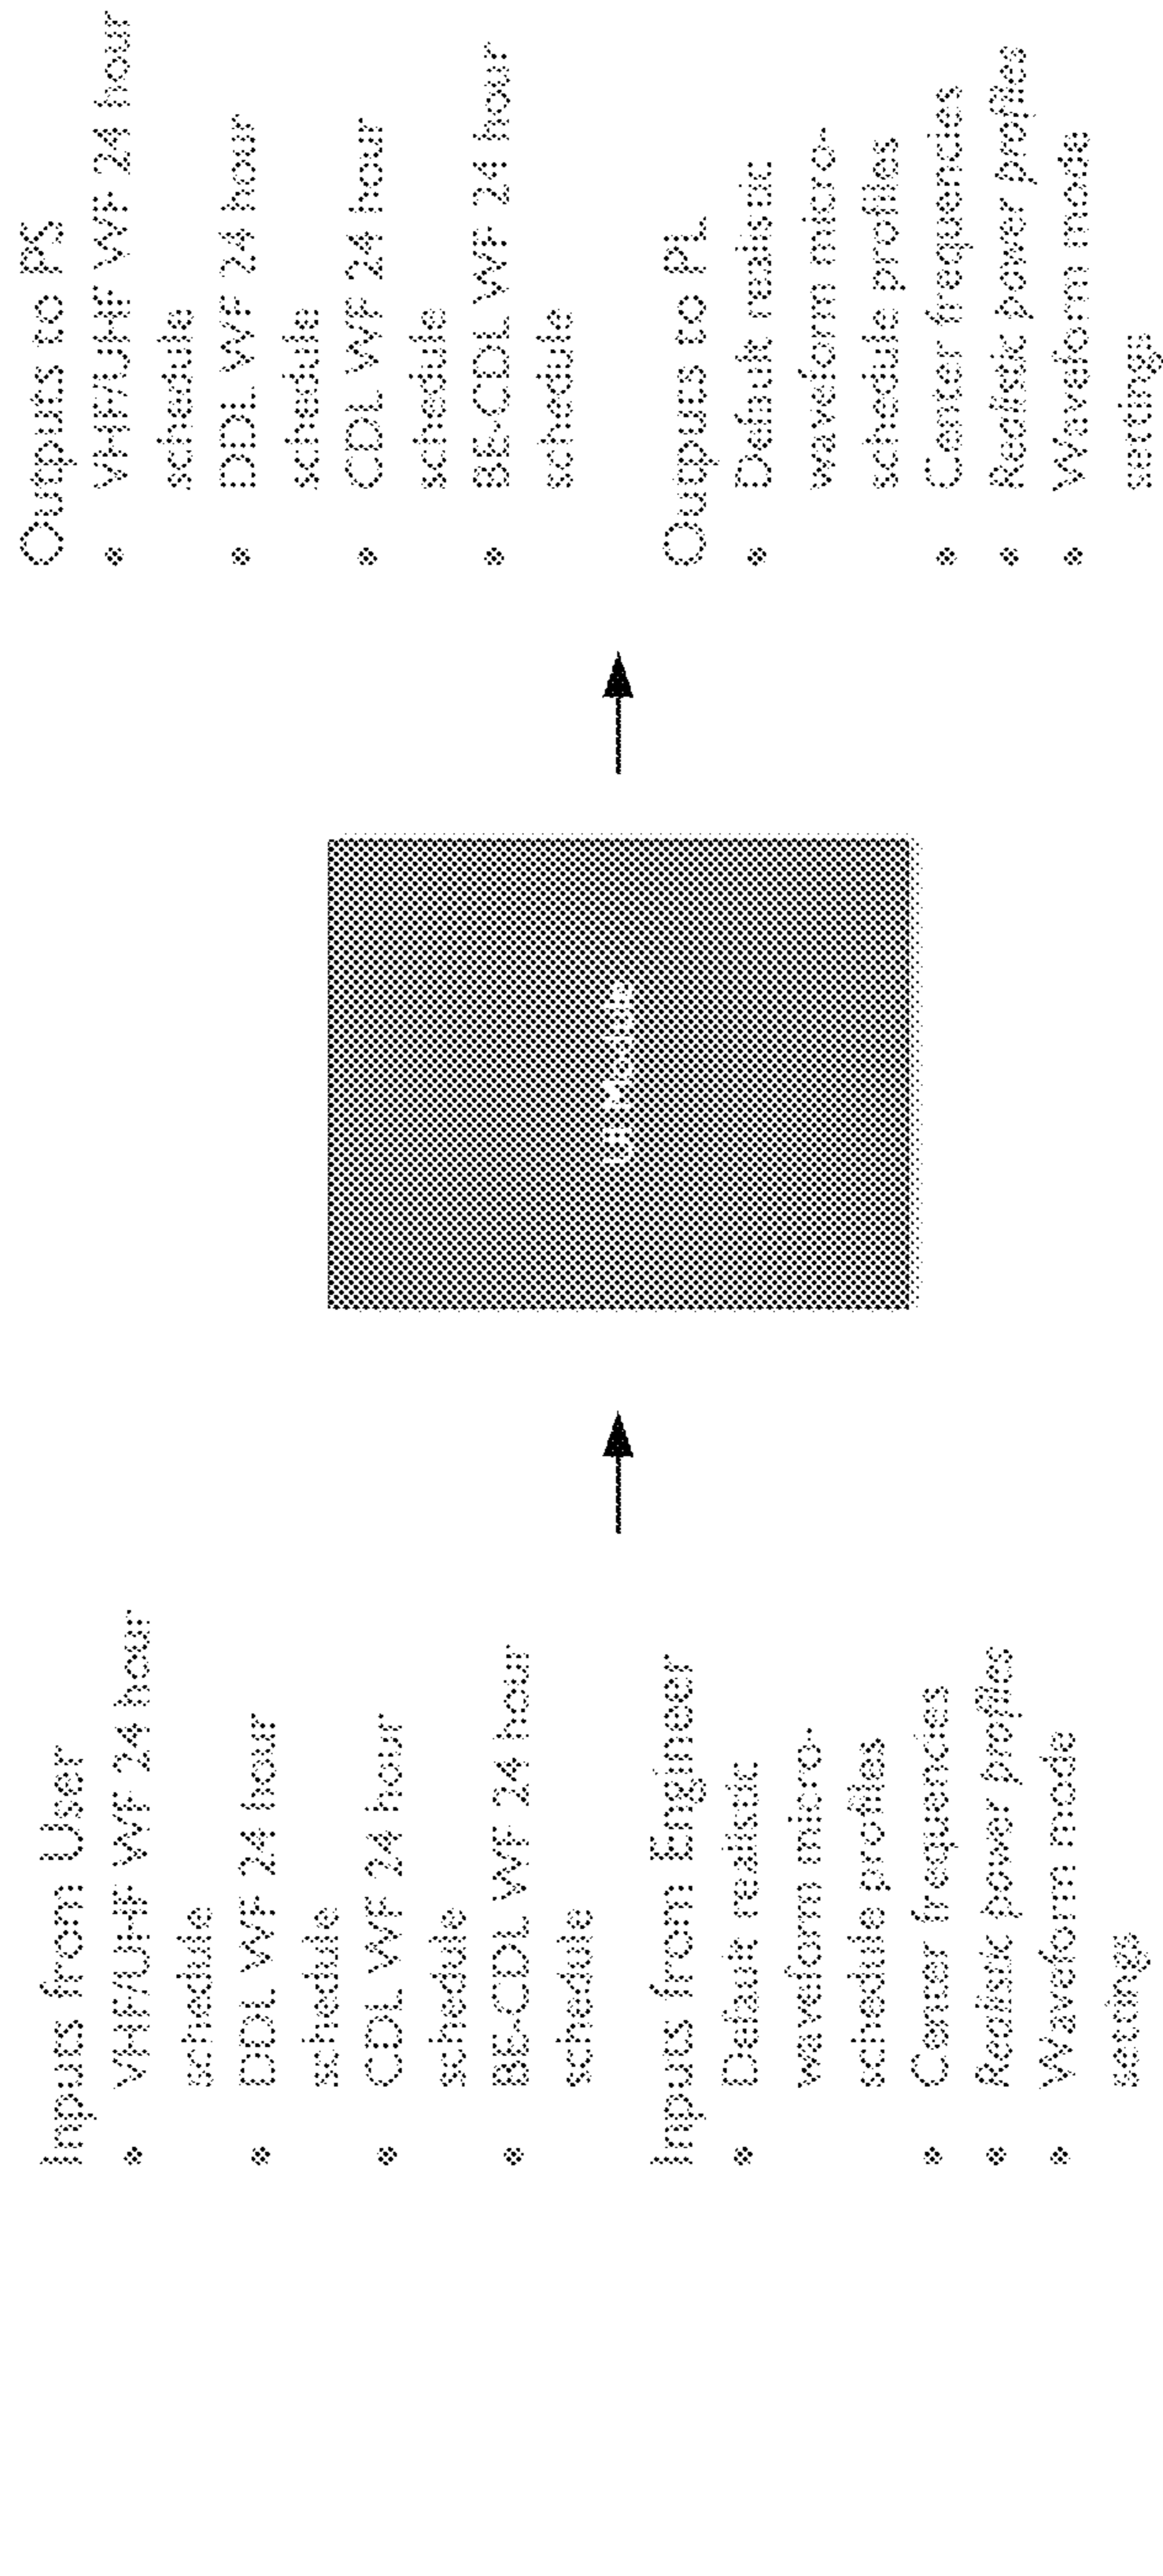 Inputs from User
• VHF/UHF WF 24 hour
schedule
• DDL WF 24 hour
schedule
• CDL WF 24 hour
schedule
• BE-CDL WF 24 hour
schedule
Inputs from Engineer
• Default realistic
waveform micro-
schedule profiles
• Center frequencies
• Realistic power profiles
• Waveform mode
settings
UI Module
Outputs to PS
• VHF/UHF WF 24 hour
schedule
• DDL WF 24 hour
schedule
• CDL WF 24 hour
schedule
• BE-CDL WF 24 hour
schedule
Outputs to PL
• Default realistic
waveform micro-
schedule profiles
• Center frequencies
• Realistic power profiles
• Waveform mode
settings